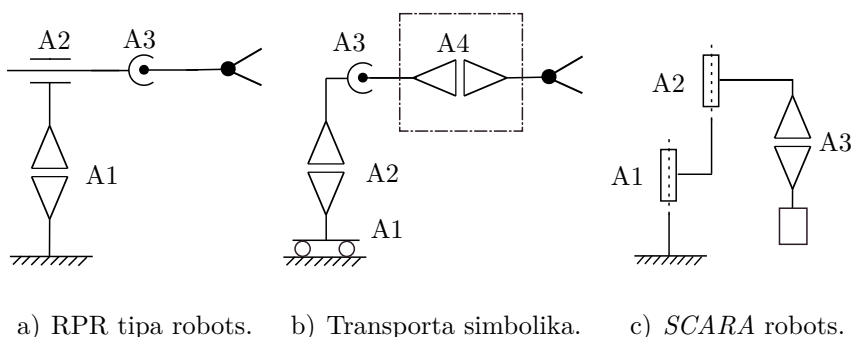 A2
A3
A1
A3
A4
A2
A1
A2
A1
A3
a) RPR tipa robots.
b) Transporta simbolika.
c) SCARA robots.